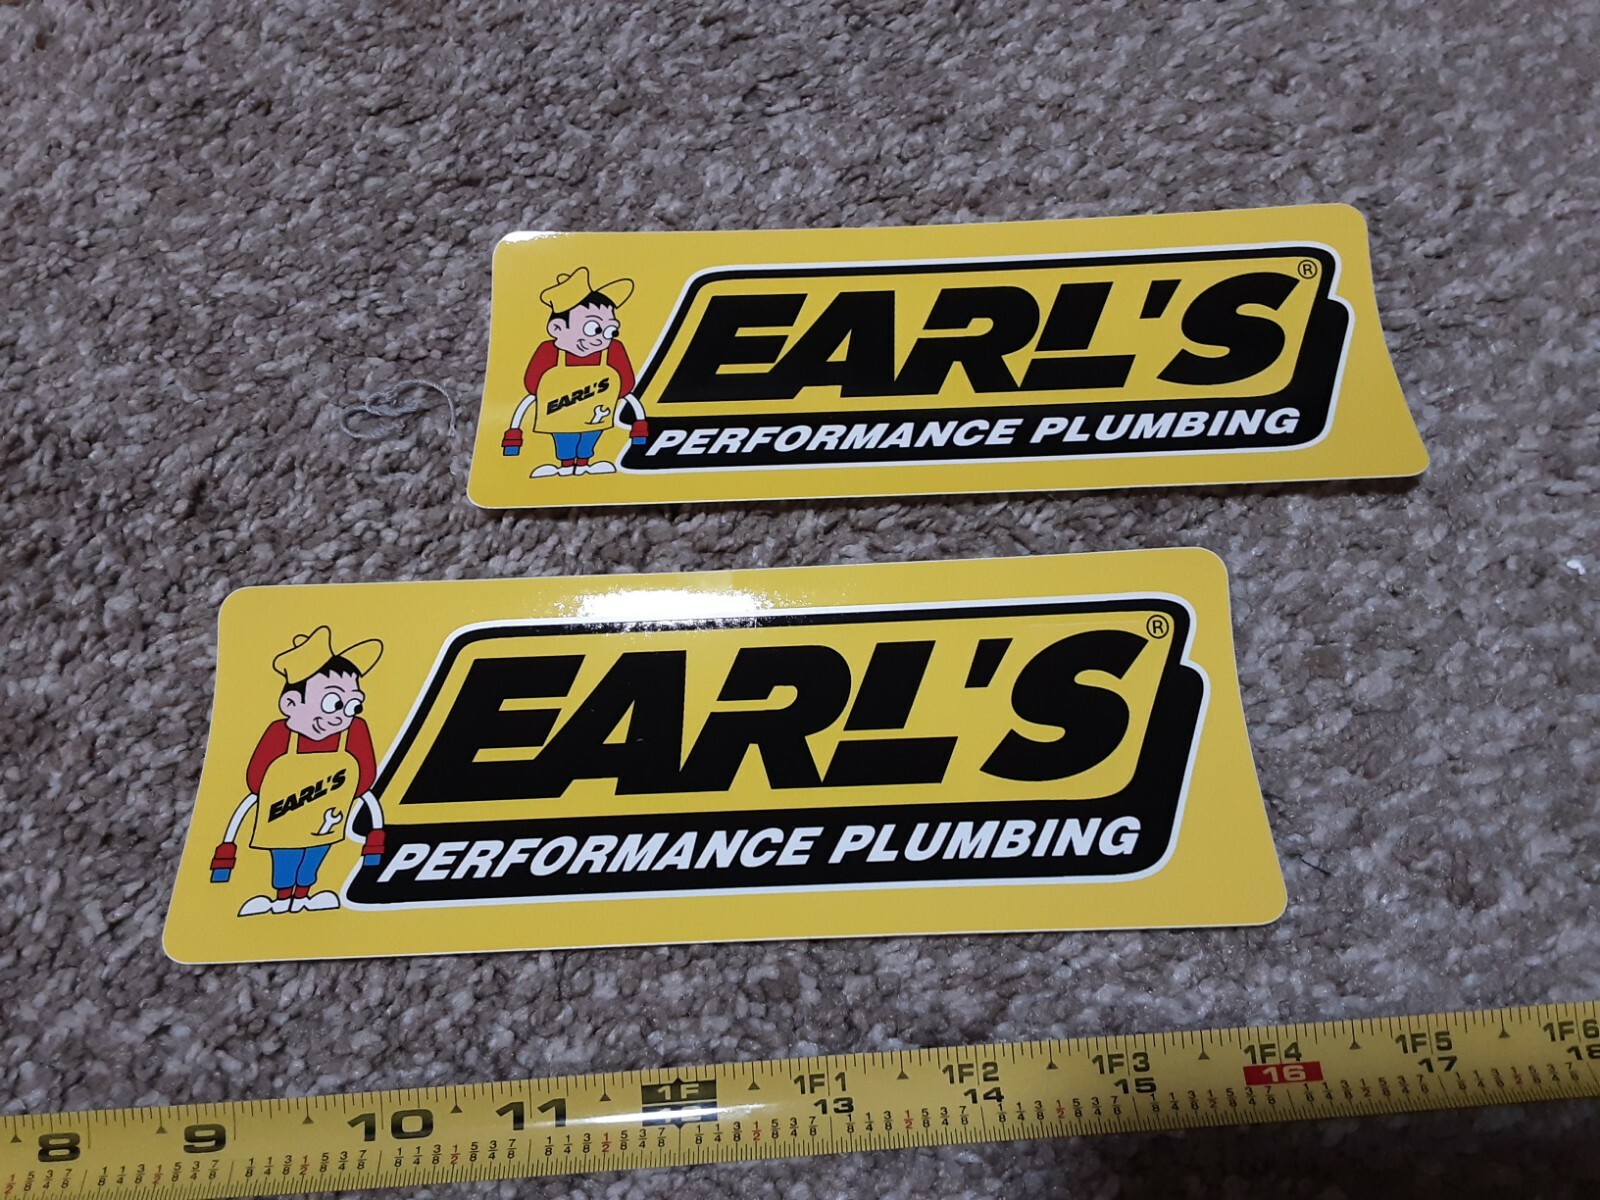 EARL'S®
EARL'S
PERFORMANCE PLUMBING
EARL'S®
EARL'S
PERFORMANCE PLUMBING
8 9 10 11 1F 1F1 1F2 1F3 1F4 1F5 1F6
13 14 15 16 17 18